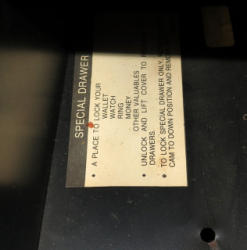 SPECIAL DRAWER
• A PLACE TO LOCK YOUR
WALLET
WATCH
RING
MONEY
OTHER VALUABLES
• UNLOCK AND LIFT COVER TO
DRAWERS.
• TO LOCK SPECIAL DRAWER ONLY,
CAM TO DOWN POSITION AND